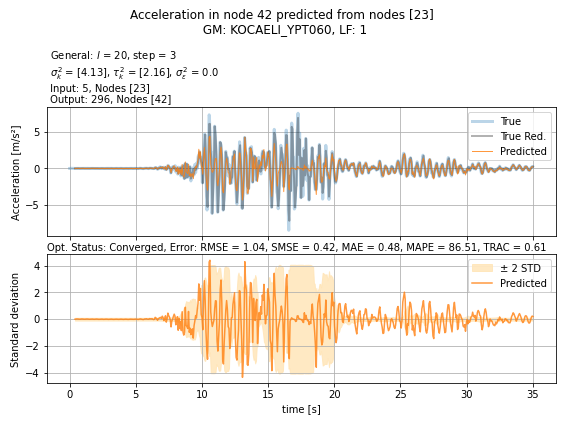 Acceleration in node 42 predicted from nodes [23]
GM: KOCAELI_YPT060, LF: 1
General: l = 20, step = 3
σ²ₖ = [4.13], τ²ₖ = [2.16], σ²ε = 0.0
Input: 5, Nodes [23]
Output: 296, Nodes [42]
Acceleration [m/s²]
5
0
−5
True
True Red.
Predicted
Opt. Status: Converged, Error: RMSE = 1.04, SMSE = 0.42, MAE = 0.48, MAPE = 86.51, TRAC = 0.61
Standard deviation
4
2
0
−2
−4
± 2 STD
Predicted
0 5 10 15 20 25 30 35
time [s]